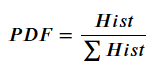 PDF = Hist / ∑ Hist